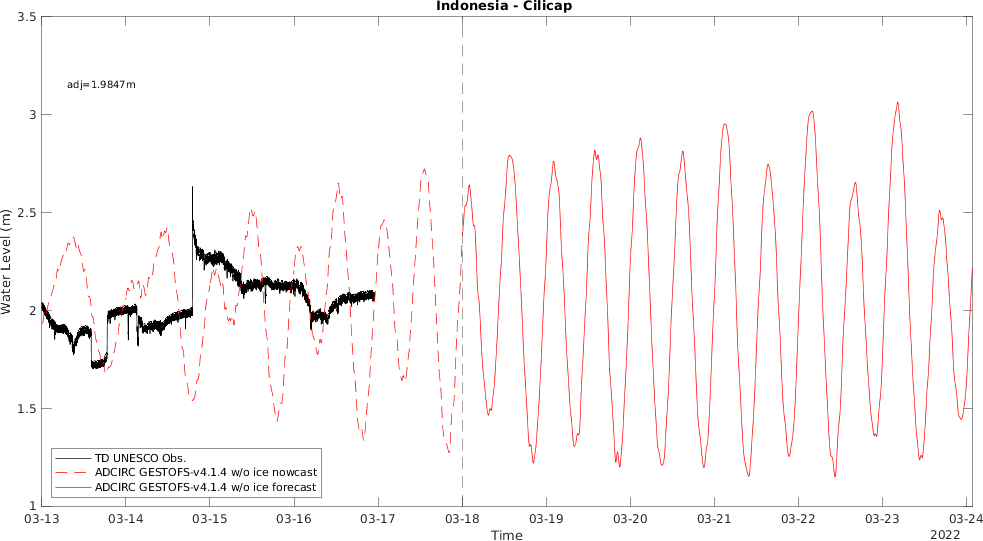 Indonesia - Cilicap
3.5
adj=1.9847m
3
2.5
Water Level (m)
2
1.5
TD UNESCO Obs.
ADCIRC GESTOFS-v4.1.4 w/o ice nowcast
ADCIRC GESTOFS-v4.1.4 w/o ice forecast
1
03-13 03-14 03-15 03-16 03-17 03-18 03-19 03-20 03-21 03-22 03-23 03-24
Time
2022